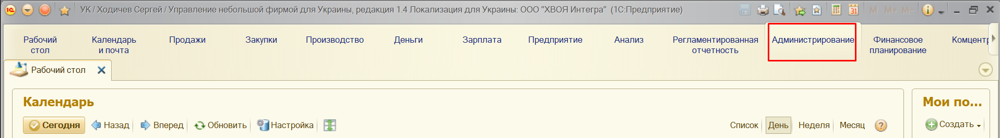 УК / Ходичев Сергей / Управление небольшой фирмой для Украины, редакция 1.4 Локализация для Украины: ООО "ХВОЯ Интегра" (1С:Предприятие)
M M+ M-
31
Рабочий стол
Календарь и почта
Продажи
Закупки
Производство
Деньги
Зарплата
Предприятие
Анализ
Регламентированная отчетность
Администрирование
Финансовое планирование
Комцентр
Рабочий стол
Календарь
Мои по...
Сегодня Назад Вперед Обновить Настройка Список День Неделя Месяц ?
Создать